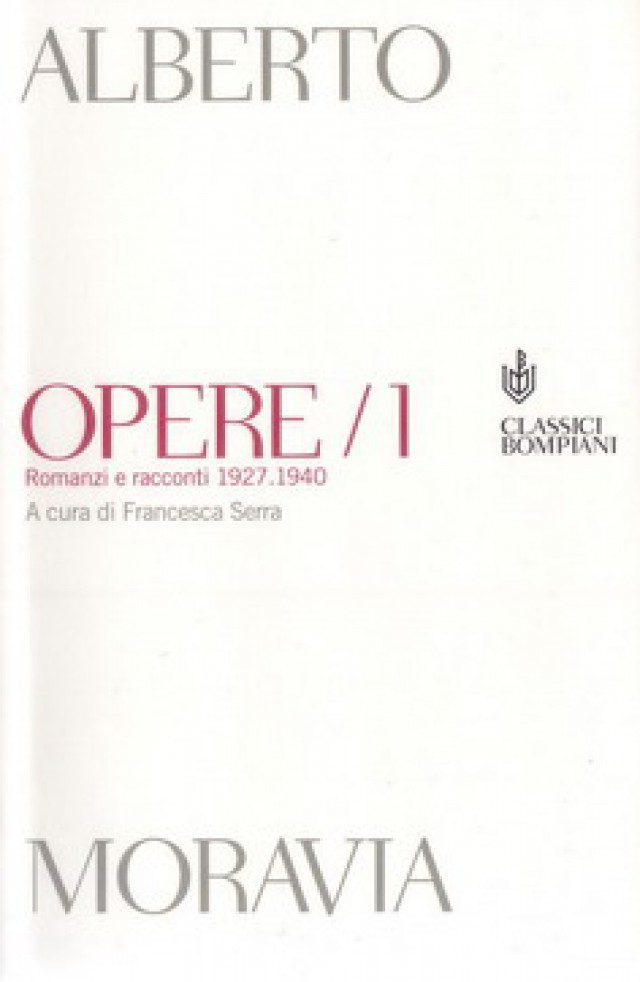 ALBERTO
OPERE / 1
Romanzi e racconti 1927.1940
A cura di Francesca Serra
CLASSICI
BOMPIANI
MORAVIA